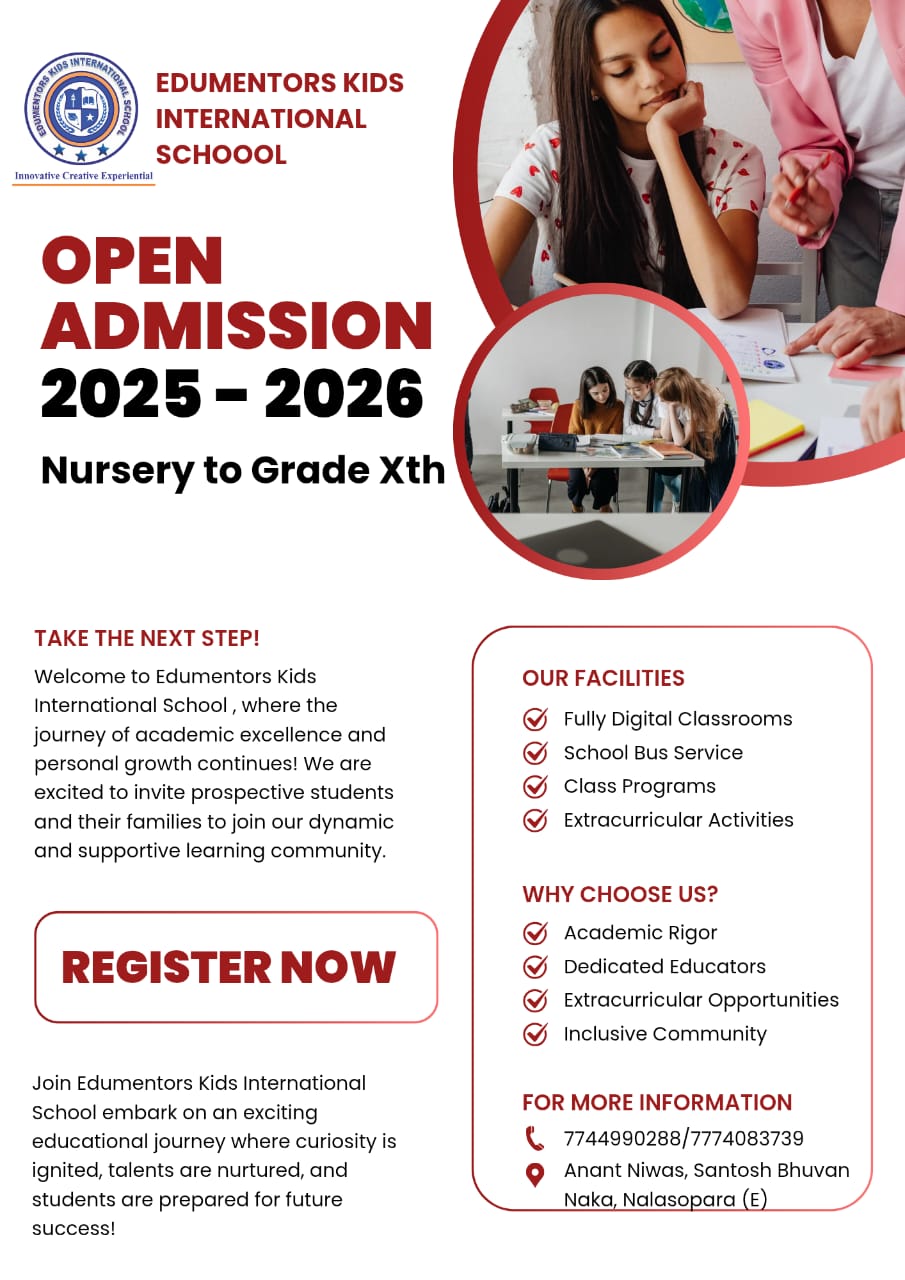 EDUMENTORS KIDS INTERNATIONAL SCHOOL
Innovative Creative Experiential
EDUMENTORS KIDS
INTERNATIONAL
SCHOOOL
OPEN
ADMISSION
2025 - 2026
Nursery to Grade Xth
TAKE THE NEXT STEP!
Welcome to Edumentors Kids
International School , where the
journey of academic excellence and
personal growth continues! We are
excited to invite prospective students
and their families to join our dynamic
and supportive learning community.
REGISTER NOW
Join Edumentors Kids International
School embark on an exciting
educational journey where curiosity is
ignited, talents are nurtured, and
students are prepared for future
success!
OUR FACILITIES
Fully Digital Classrooms
School Bus Service
Class Programs
Extracurricular Activities
WHY CHOOSE US?
Academic Rigor
Dedicated Educators
Extracurricular Opportunities
Inclusive Community
FOR MORE INFORMATION
7744990288/7774083739
Anant Niwas, Santosh Bhuvan
Naka, Nalasopara (E)